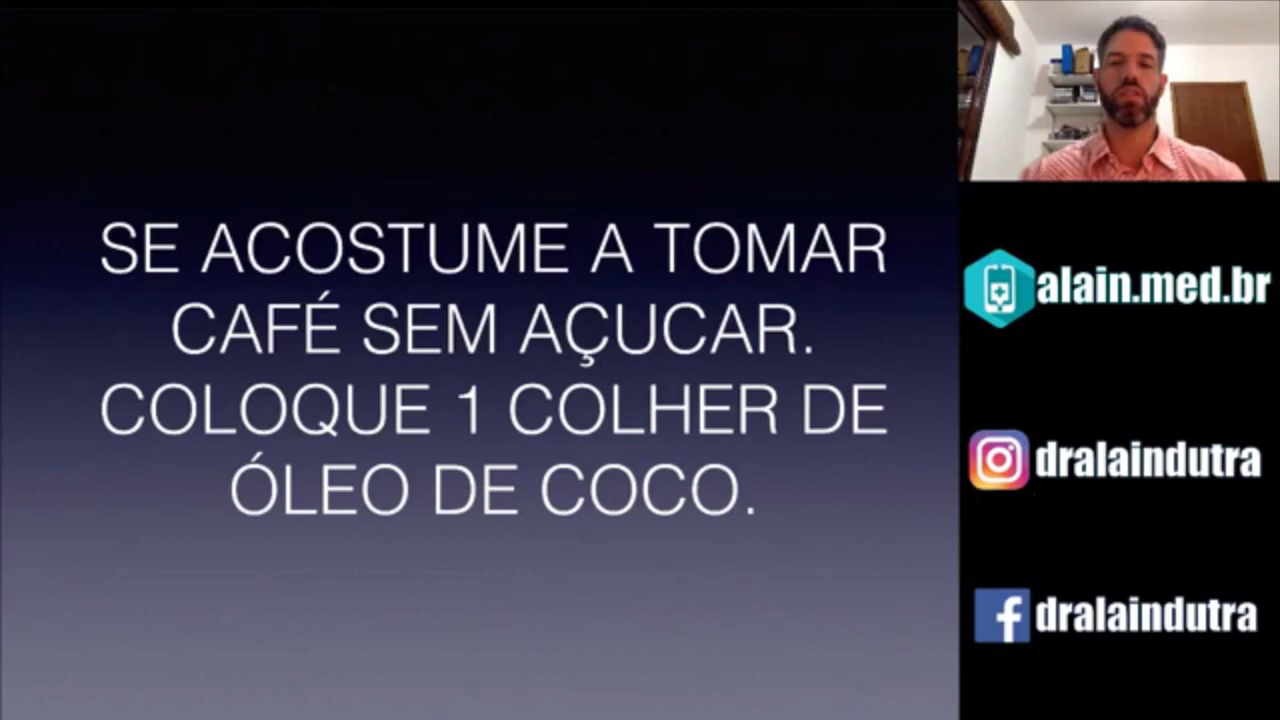 SE ACOSTUME A TOMAR
CAFÉ SEM AÇUCAR.
COLOQUE 1 COLHER DE
ÓLEO DE COCO.
alain.med.br
dralaindutra
dralaindutra